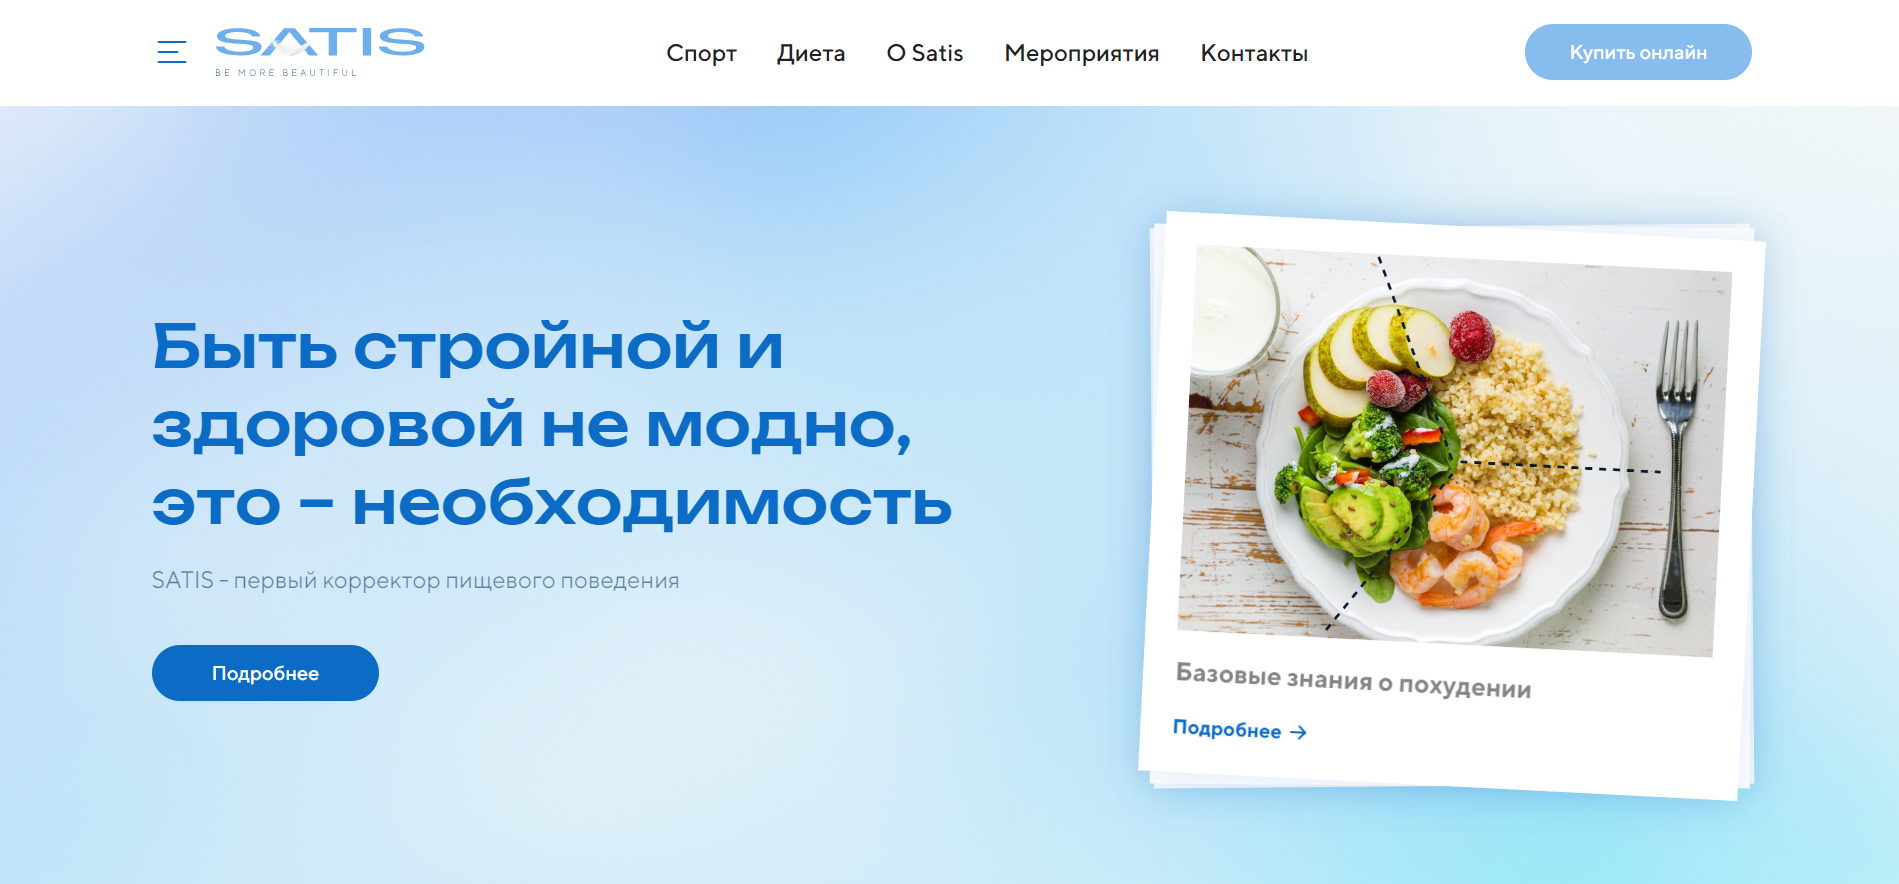 SATIS
BE MORE BEAUTIFUL
Спорт
Диета
О Satis
Мероприятия
Контакты
Купить онлайн
Быть стройной и
здоровой не модно,
это – необходимость
SATIS - первый корректор пищевого поведения
Подробнее
Базовые знания о похудении
Подробнее →